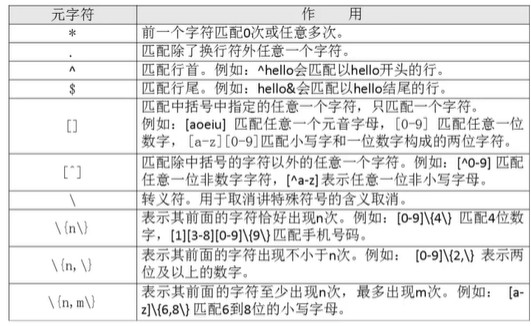 元字符 作 用
* 前一个字符匹配0次或任意多次。
. 匹配除了换行符外任意一个字符。
^ 匹配行首。例如：^hello会匹配以hello开头的行。
$ 匹配行尾。例如：hello&会匹配以hello结尾的行。
[] 匹配中括号中指定的任意一个字符，只匹配一个字符。
例如：[aoeiu] 匹配任意一个元音字母，[0-9] 匹配任意一位
数字，[a-z][0-9]匹配小写字和一位数字构成的两位字符。
[^] 匹配除中括号的字符以外的任意一个字符。例如：[^0-9] 匹配
任意一位非数字字符，[^a-z]表示任意一位非小写字母。
\ 转义符。用于取消讲特殊符号的含义取消。
\{n\} 表示其前面的字符恰好出现n次。例如：[0-9]\{4\} 匹配4位数
字，[1][3-8][0-9]\{9\}匹配手机号码。
\{n,\} 表示其前面的字符出现不小于n次。例如： [0-9]\{2,\} 表示两
位及以上的数字。
\{n,m\} 表示其前面的字符至少出现n次，最多出现m次。例如： [a-
z]\{6,8\}匹配6到8位的小写字母。